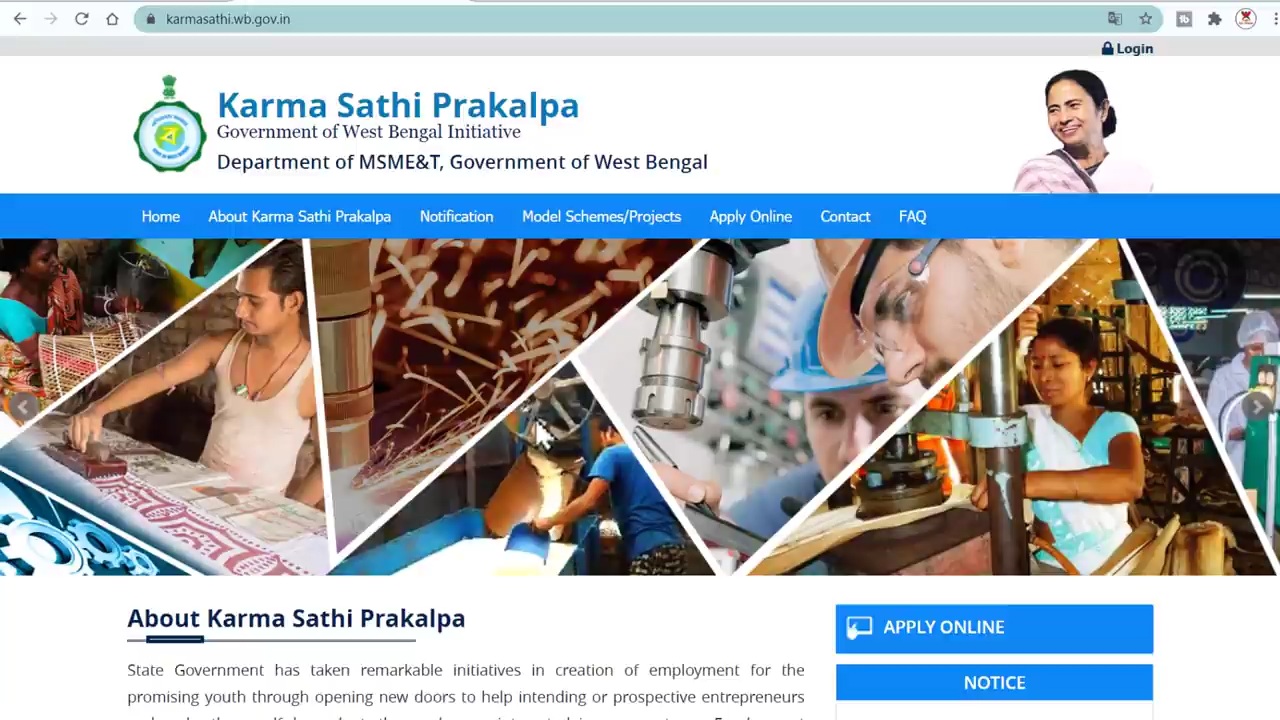 karmasathi.wb.gov.in
Login
Karma Sathi Prakalpa
Government of West Bengal Initiative
Department of MSME&T, Government of West Bengal
Home About Karma Sathi Prakalpa Notification Model Schemes/Projects Apply Online Contact FAQ
About Karma Sathi Prakalpa
State Government has taken remarkable initiatives in creation of employment for the
promising youth through opening new doors to help intending or prospective entrepreneurs
APPLY ONLINE
NOTICE